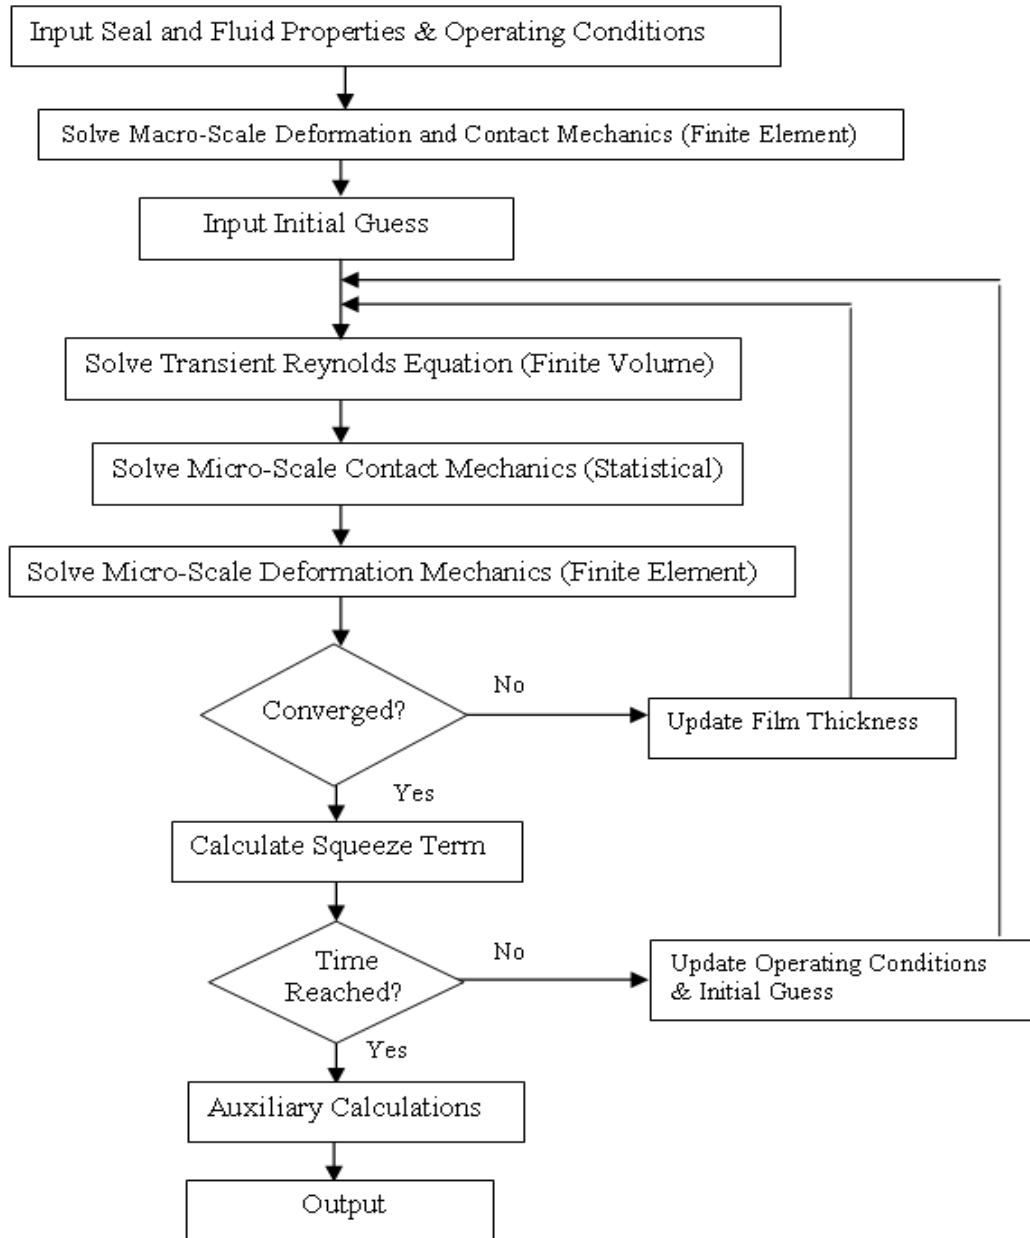 Input Seal and Fluid Properties & Operating Conditions
Solve Macro-Scale Deformation and Contact Mechanics (Finite Element)
Input Initial Guess
Solve Transient Reynolds Equation (Finite Volume)
Solve Micro-Scale Contact Mechanics (Statistical)
Solve Micro-Scale Deformation Mechanics (Finite Element)
Converged?
No
Update Film Thickness
Yes
Calculate Squeeze Term
Time
Reached?
No
Update Operating Conditions
& Initial Guess
Yes
Auxiliary Calculations
Output